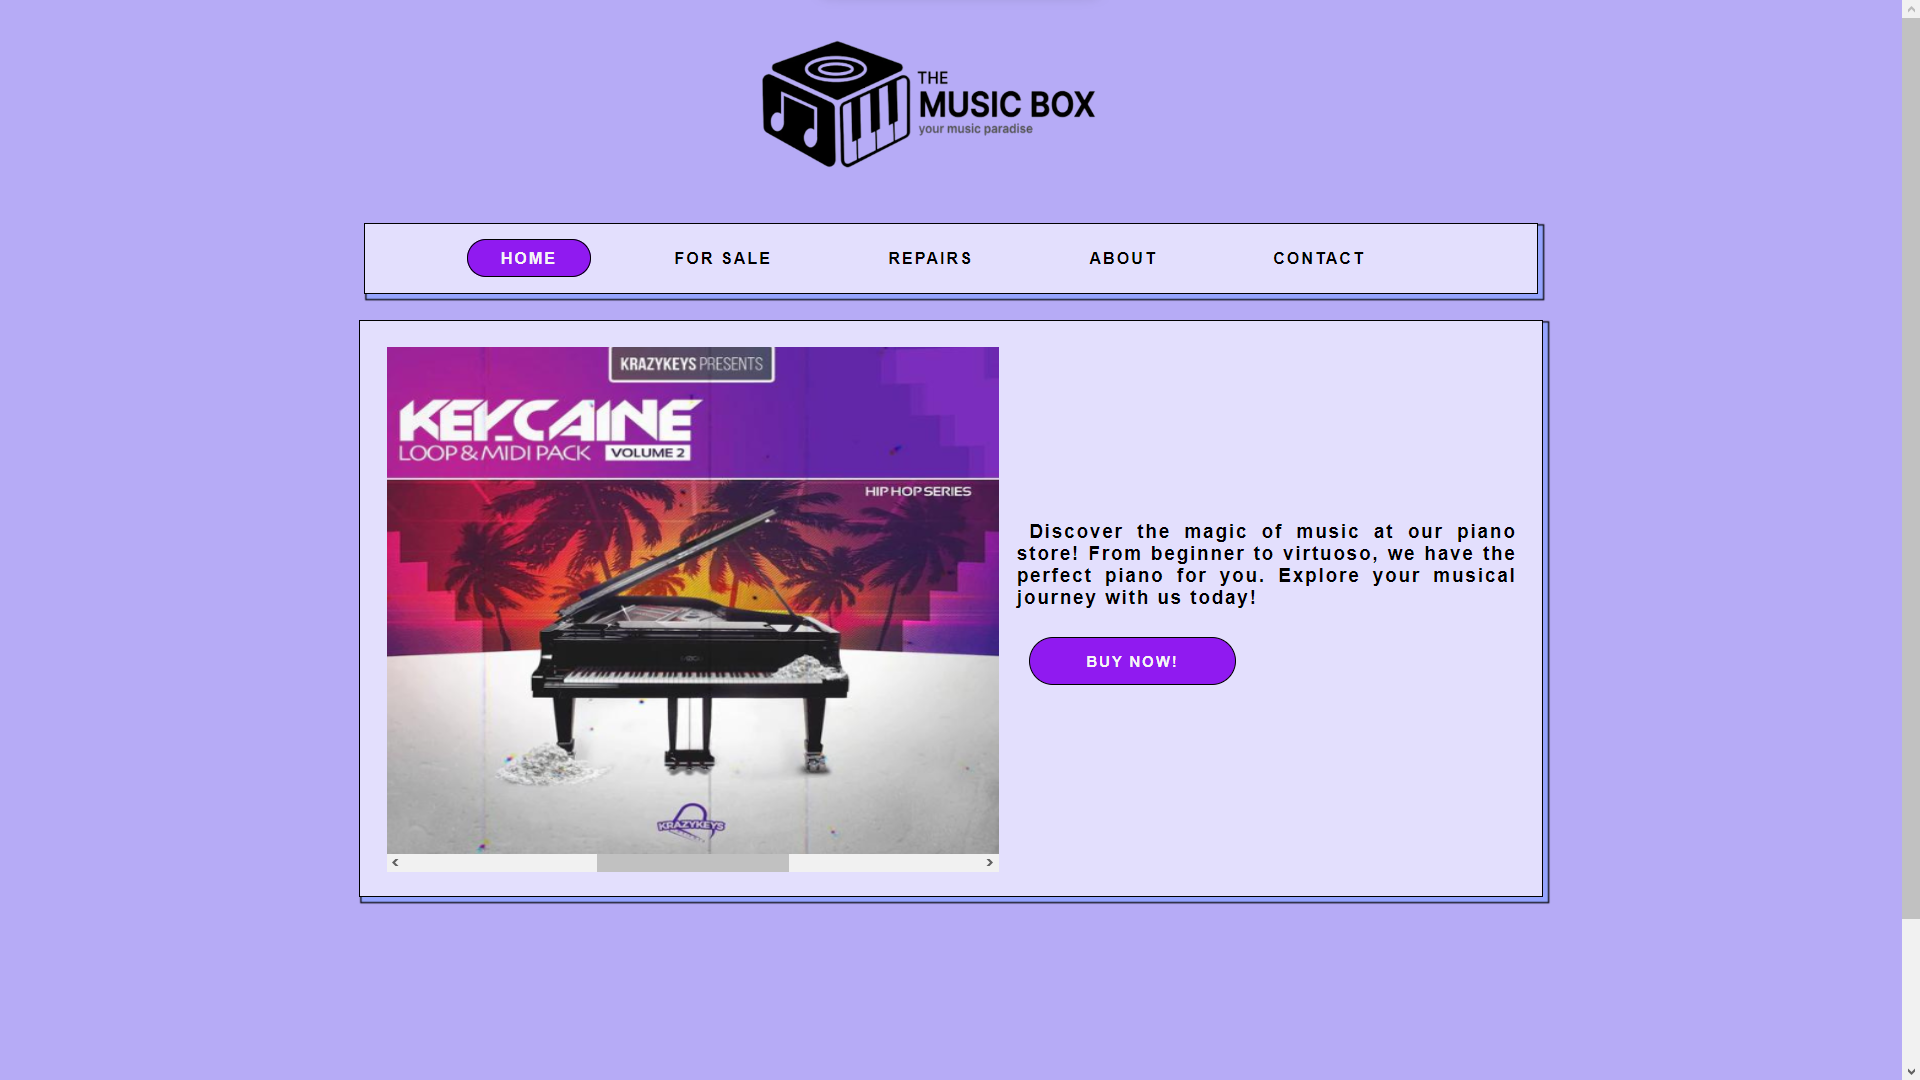 THE
MUSIC BOX
your music paradise
HOME
FOR SALE
REPAIRS
ABOUT
CONTACT
KRAZYKEYS PRESENTS
KEY_CAINE
LOOP & MIDI PACK VOLUME 2
HIP HOP SERIES
KRAZYKEYS
Discover the magic of music at our piano
store! From beginner to virtuoso, we have the
perfect piano for you. Explore your musical
journey with us today!
BUY NOW!